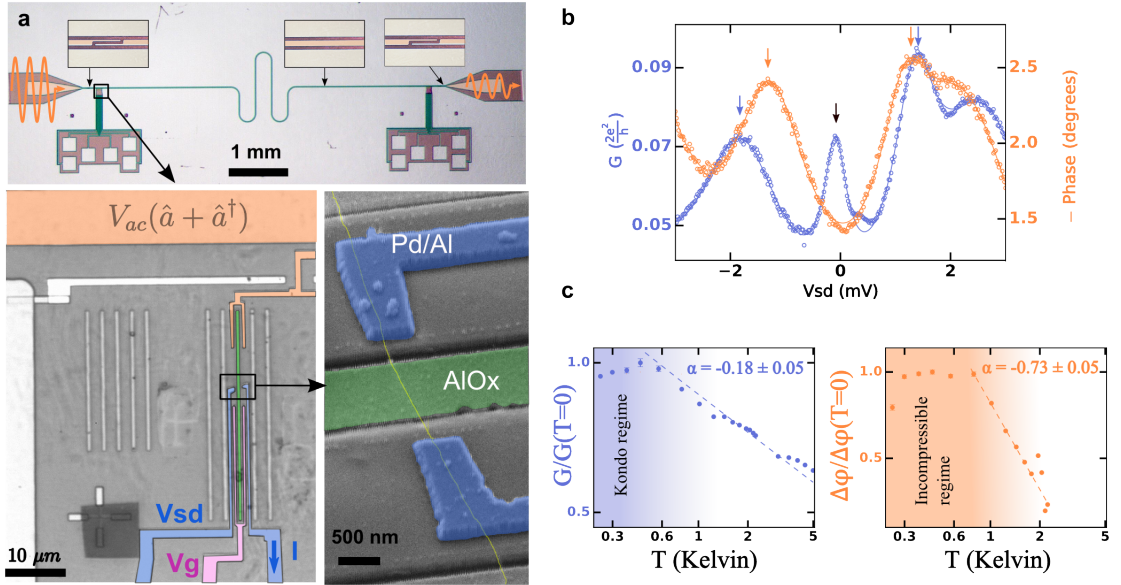 a
1 mm
V_ac(â + â†)
Vsd
Vg
I
10 μm
Pd/Al
AlOx
500 nm
b
G (2e²/h)
0.09
0.07
0.05
2.5
2.0
1.5
Phase (degrees)
−2 0 2
Vsd (mV)
c
G/G(T=0)
1.0
0.5
Kondo regime
α = -0.18 ± 0.05
0.3 0.6 1 2 5
T (Kelvin)
Δφ/Δφ(T=0)
1.0
0.5
Incompressible
regime
α = -0.73 ± 0.05
0.3 0.6 1 2 5
T (Kelvin)